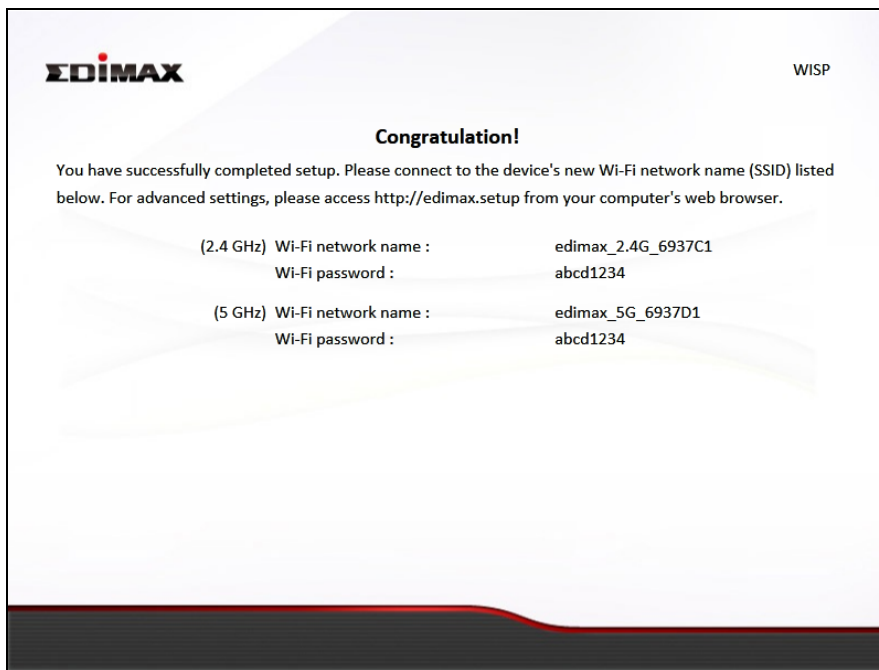 EDIMAX
WISP
Congratulation!
You have successfully completed setup. Please connect to the device's new Wi-Fi network name (SSID) listed
below. For advanced settings, please access http://edimax.setup from your computer's web browser.
(2.4 GHz) Wi-Fi network name : edimax_2.4G_6937C1
Wi-Fi password : abcd1234
(5 GHz) Wi-Fi network name : edimax_5G_6937D1
Wi-Fi password : abcd1234